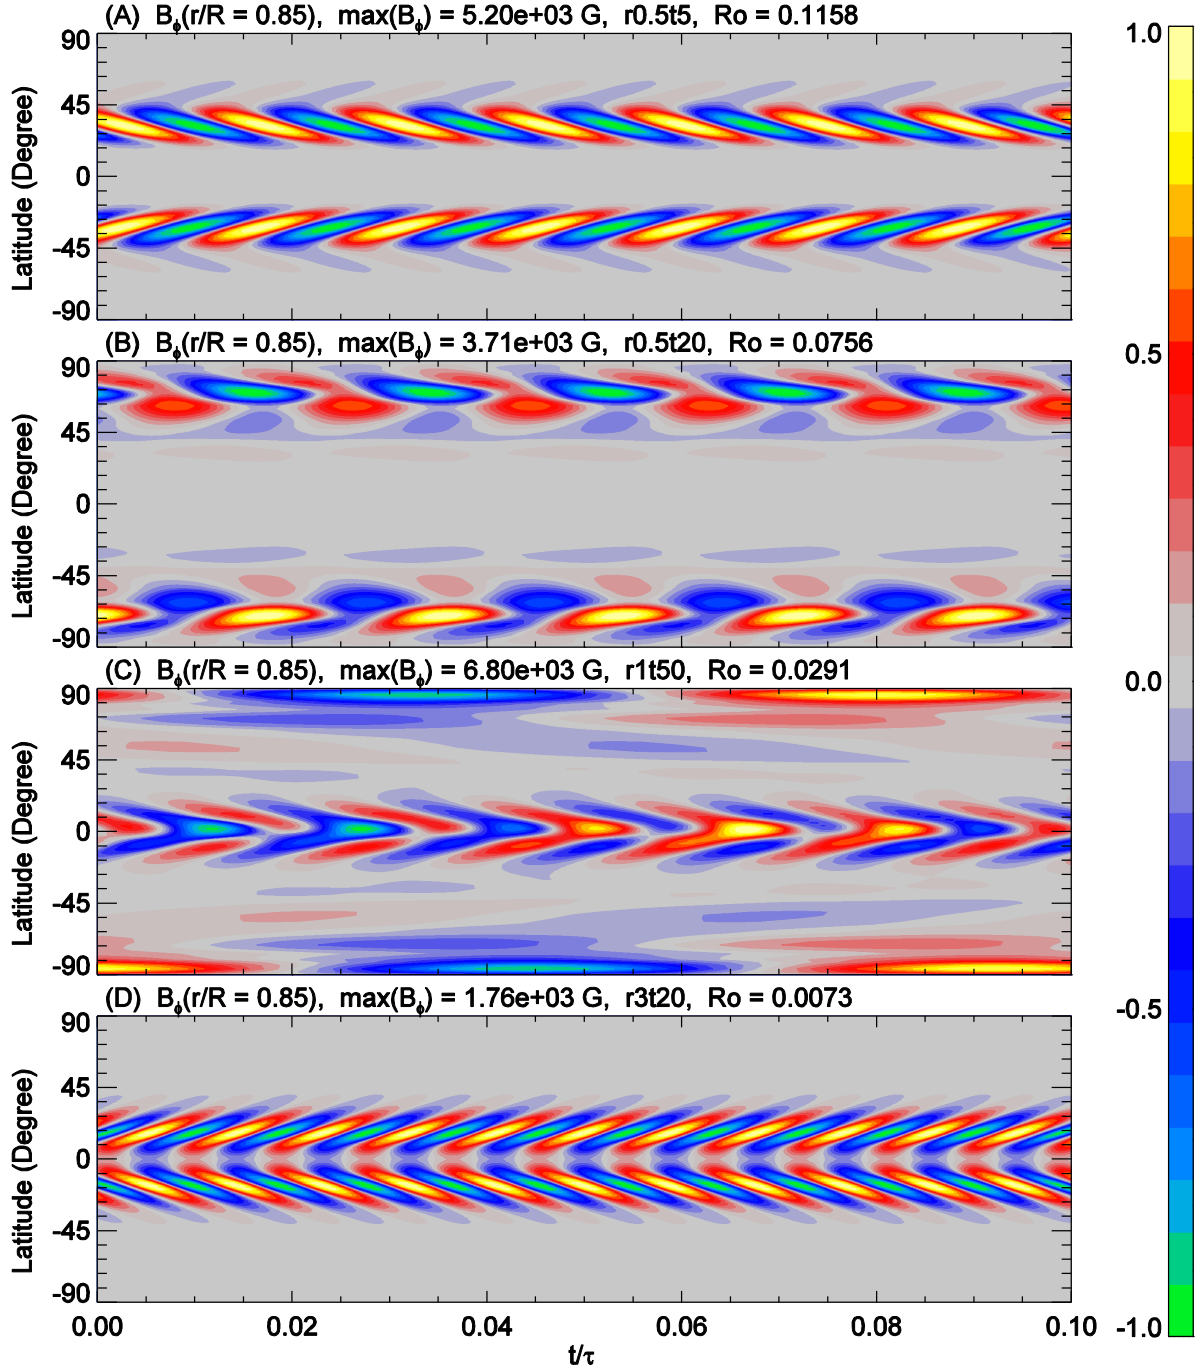 (A) Bϕ(r/R = 0.85), max(Bϕ) = 5.20e+03 G, r0.5t5, Ro = 0.1158
90
45
0
-45
-90
Latitude (Degree)
(B) Bϕ(r/R = 0.85), max(Bϕ) = 3.71e+03 G, r0.5t20, Ro = 0.0756
90
45
0
-45
-90
Latitude (Degree)
(C) Bϕ(r/R = 0.85), max(Bϕ) = 6.80e+03 G, r1t50, Ro = 0.0291
90
45
0
-45
-90
Latitude (Degree)
(D) Bϕ(r/R = 0.85), max(Bϕ) = 1.76e+03 G, r3t20, Ro = 0.0073
90
45
0
-45
-90
Latitude (Degree)
0.00 0.02 0.04 0.06 0.08 0.10
t/τ
1.0
0.5
0.0
-0.5
-1.0